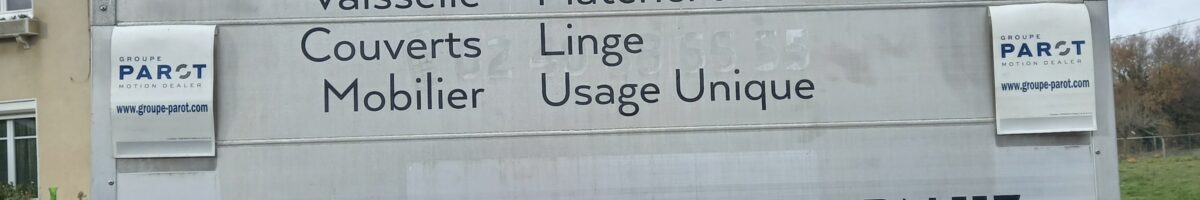 Vaisselle
Couverts
Mobilier
Linge
Usage Unique
GROUPE
PAROT
MOTION DEALER
www.groupe-parot.com
GROUPE
PAROT
MOTION DEALER
www.groupe-parot.com